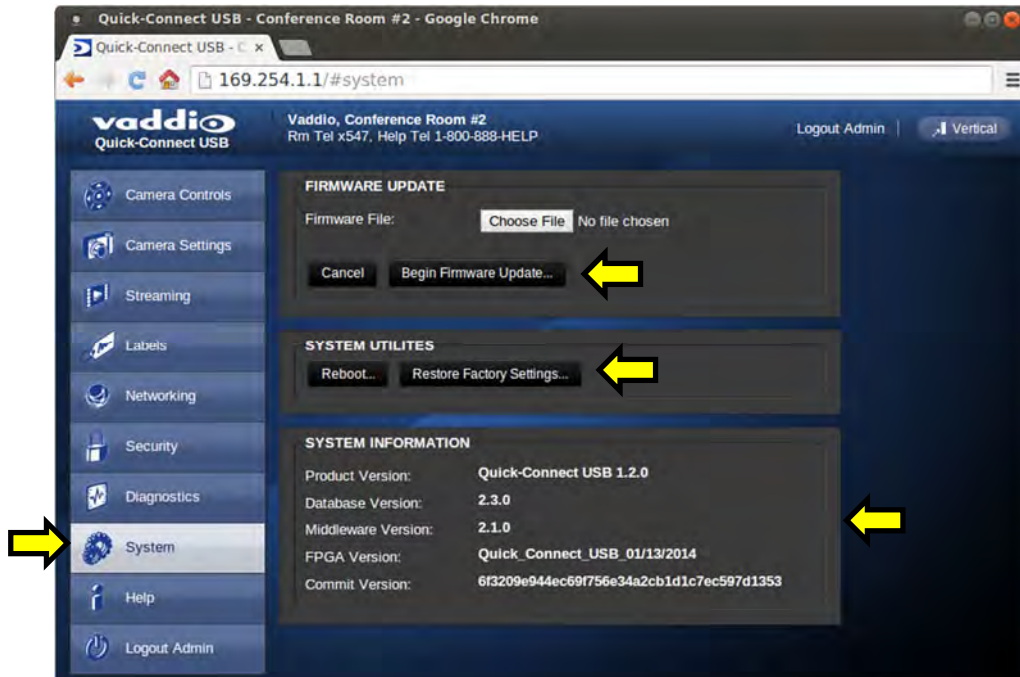 Quick-Connect USB - Conference Room #2 - Google Chrome
Quick-Connect USB - C ×
169.254.1.1/#system
vaddio
Quick-Connect USB
Vaddio, Conference Room #2
Rm Tel x547, Help Tel 1-800-888-HELP
Logout Admin
Vertical
Camera Controls
Camera Settings
Streaming
Labels
Networking
Security
Diagnostics
System
Help
Logout Admin
FIRMWARE UPDATE
Firmware File: Choose File No file chosen
Cancel Begin Firmware Update...
SYSTEM UTILITES
Reboot... Restore Factory Settings...
SYSTEM INFORMATION
Product Version: Quick-Connect USB 1.2.0
Database Version: 2.3.0
Middleware Version: 2.1.0
FPGA Version: Quick_Connect_USB_01/13/2014
Commit Version: 6f3209e944ec69f756e34a2cb1d1c7ec597d1353